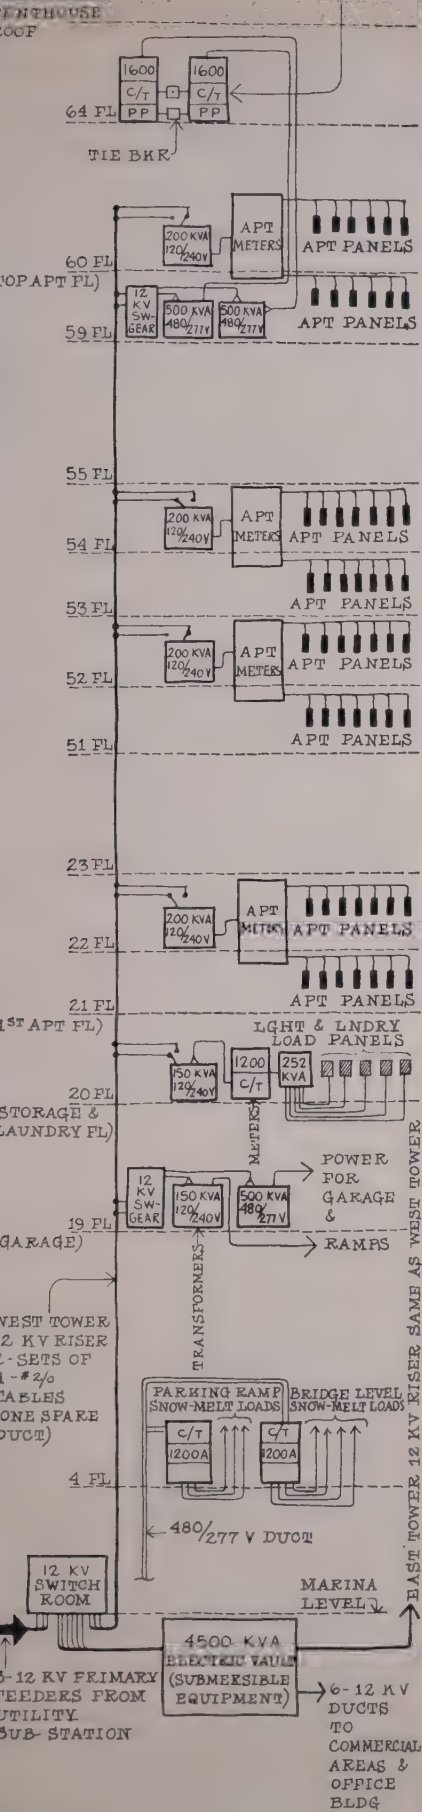 PENTHOUSE
ROOF
1600
1600
C/T
C/T
PP
PP
64 FL
TIE BKR
200 KVA
120/240V
APT
METERS
APT PANELS
60 FL
TOP APT FL)
12
KV
SW-
GEAR
500 KVA
480/277V
500 KVA
480/277V
APT PANELS
59 FL
55 FL
200 KVA
120/240V
APT
METERS
APT PANELS
54 FL
APT PANELS
53 FL
200 KVA
120/240V
APT
METERS
APT PANELS
52 FL
APT PANELS
51 FL
23 FL
200 KVA
120/240V
APT
METERS
APT PANELS
22 FL
APT PANELS
21 FL
1ST APT FL)
LGHT & LNDRY
LOAD PANELS
150 KVA
120/240V
1200
C/T
252
KVA
20 FL
STORAGE &
LAUNDRY FL)
METERS
12
KV
SW-
GEAR
150 KVA
120/240V
500 KVA
480/277V
POWER
FOR
GARAGE
&
RAMPS
19 FL
GARAGE)
TRANSFORMERS
WEST TOWER
12 KV RISER
2-SETS OF
1-#2/0
CABLES
ONE SPARE
DUCT)
PARKING RAMP
SNOW-MELT LOADS
BRIDGE LEVEL
SNOW-MELT LOADS
C/T
1200A
C/T
1200A
4 FL
480/277 V DUCT
EAST TOWER 12 KV RISER SAME AS WEST TOWER
12 KV
SWITCH
ROOM
MARINA
LEVEL
4500 KVA
ELECTRIC VAULT
(SUBMERSIBLE
EQUIPMENT)
3-12 KV PRIMARY
FEEDERS FROM
UTILITY
SUB-STATION
6-12 KV
DUCTS
TO
COMMERCIAL
AREAS &
OFFICE
BLDG